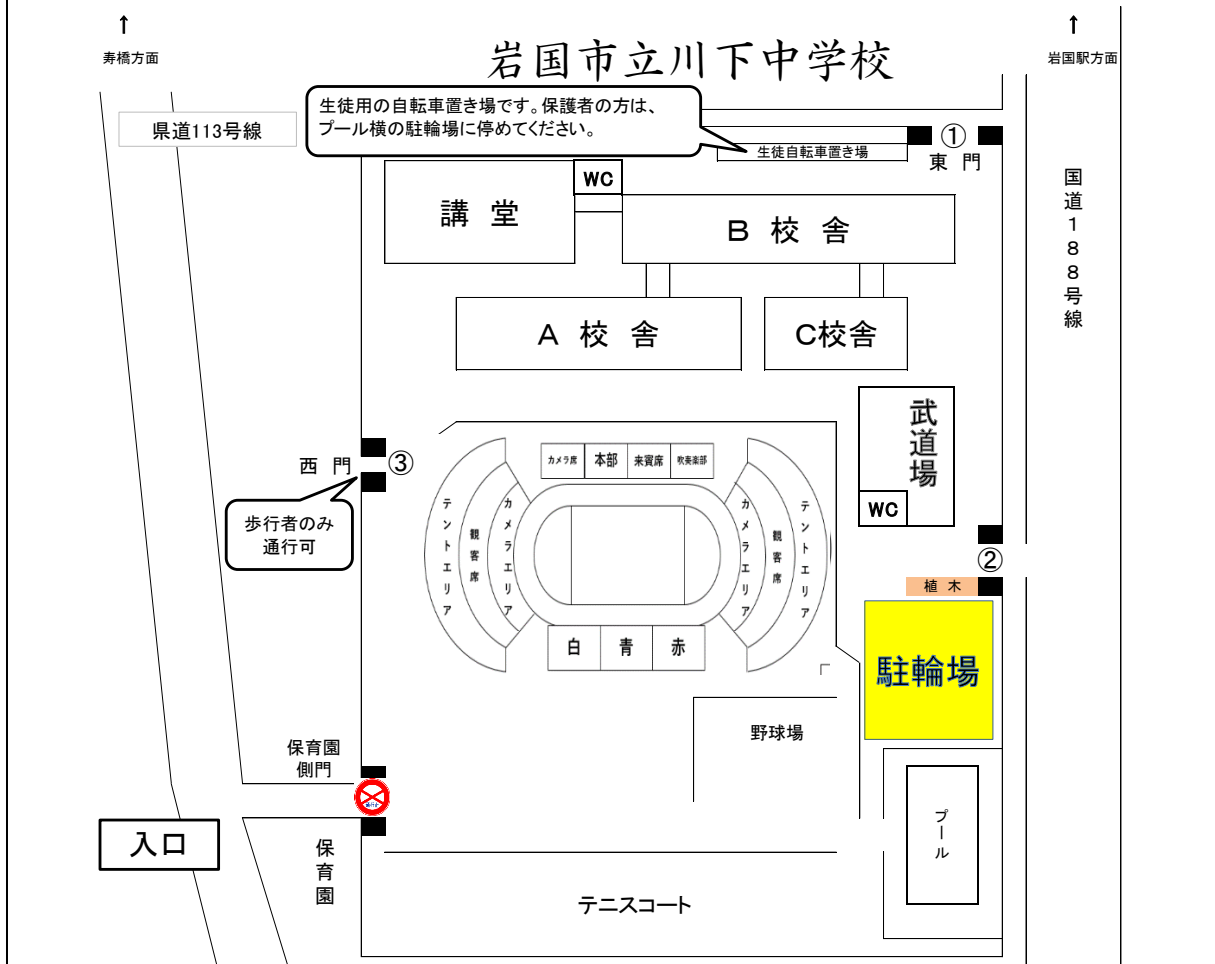 ↑
寿橋方面
岩国市立川下中学校
↑
岩国駅方面
県道113号線
生徒用の自転車置き場です。保護者の方は、
プール横の駐輪場に停めてください。
生徒自転車置き場
①
東 門
国道188号線
WC
講 堂
B 校 舎
A 校 舎
C校舎
武道場
WC
西 門
③
歩行者のみ
通行可
カメラ席
本部
来賓席
吹奏楽部
テントエリア
観客席
カメラエリア
カメラエリア
観客席
テントエリア
白
青
赤
②
植 木
駐輪場
野球場
保育園
側門
入口
保育園
プール
テニスコート